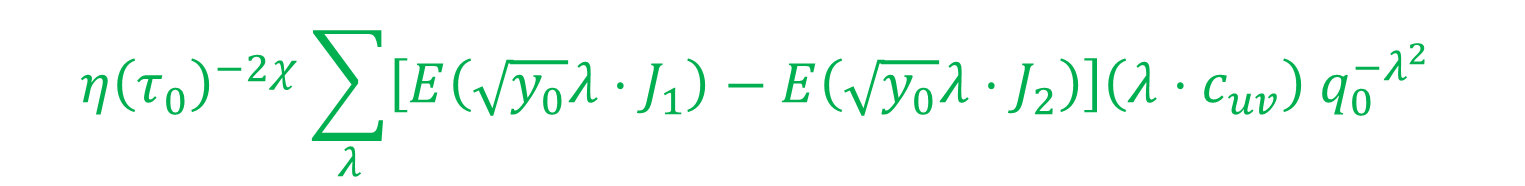 η(τ₀)^{-2χ} ∑_λ [E(√y₀ λ · J₁) − E(√y₀ λ · J₂)](λ · c_{uv}) q₀^{-λ²}